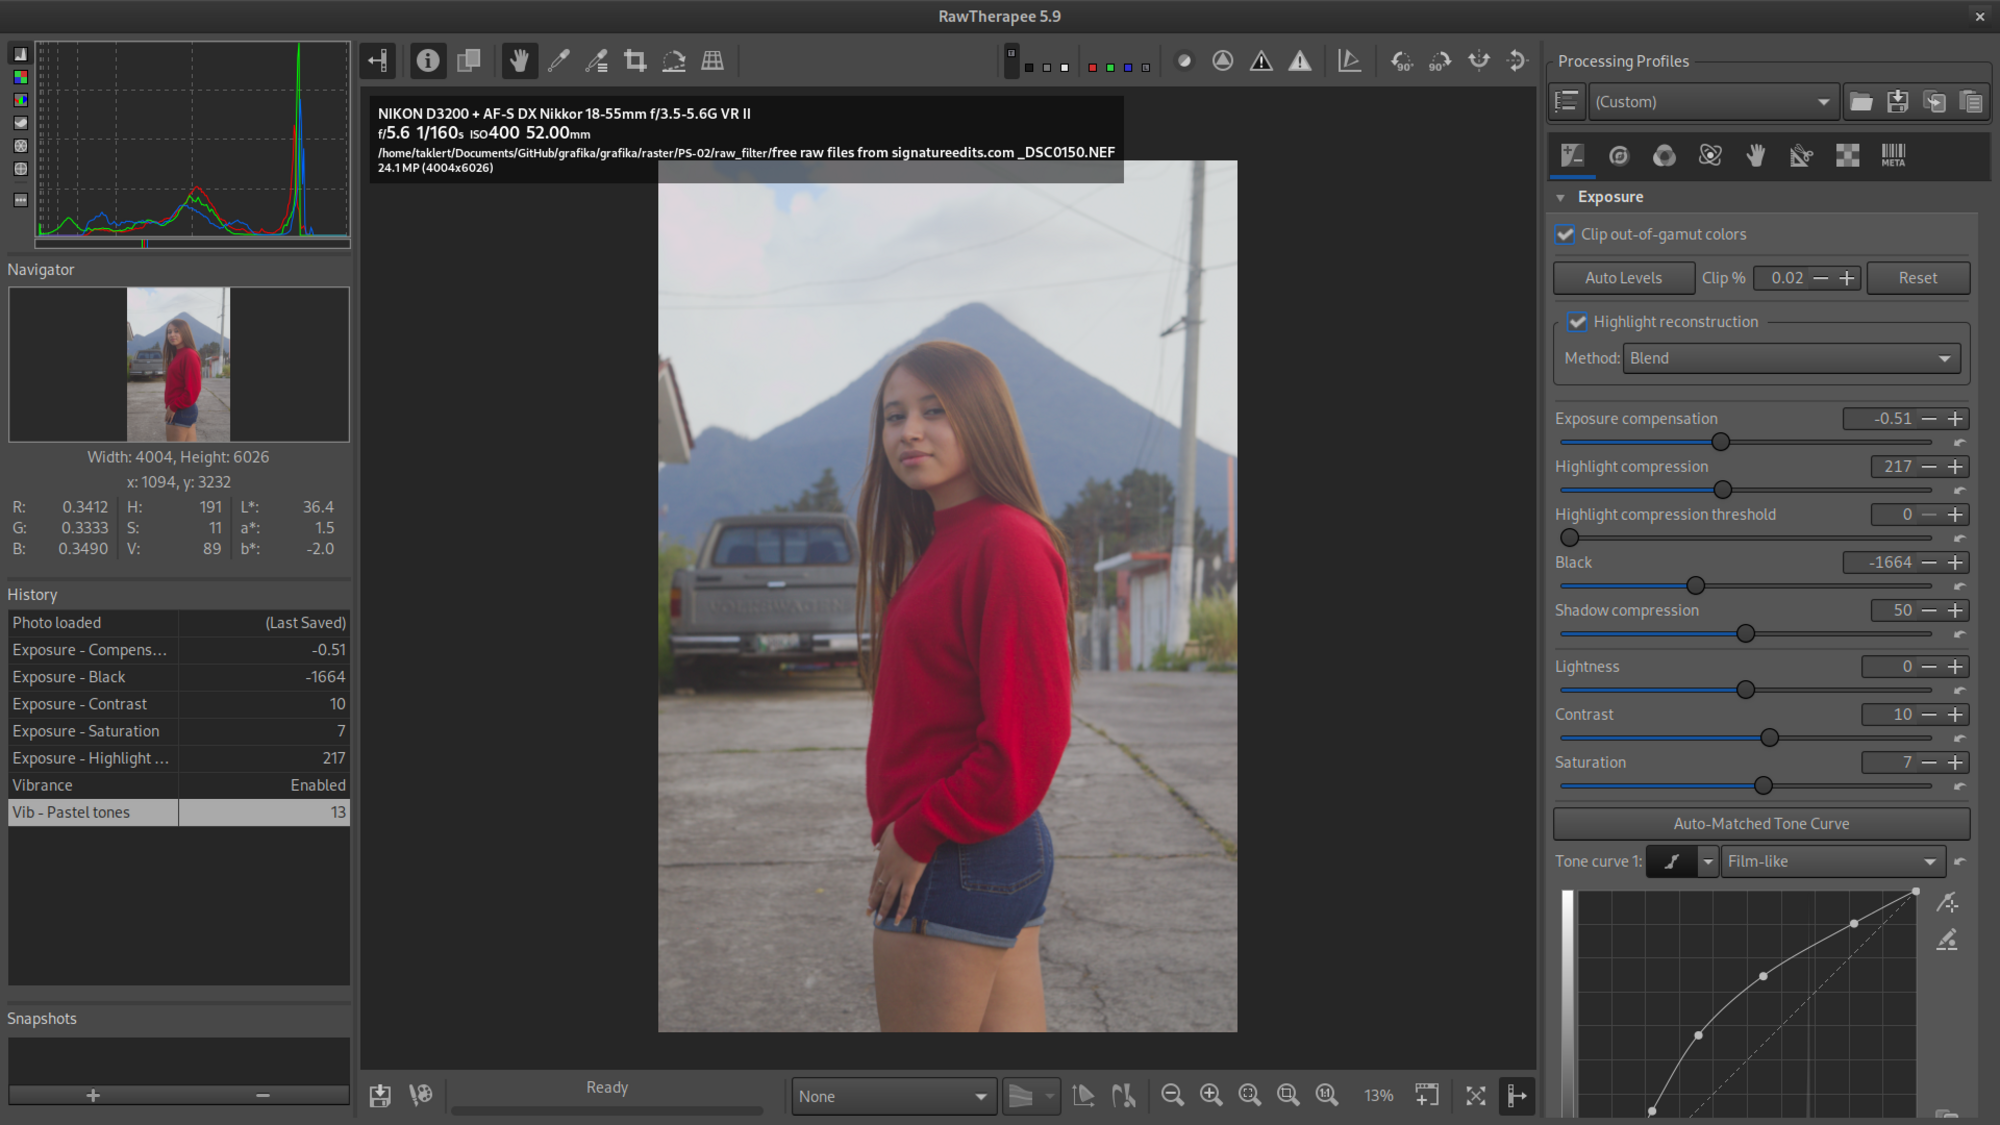 RawTherapee 5.9
NIKON D3200 + AF-S DX Nikkor 18-55mm f/3.5-5.6G VR II
f/5.6 1/160s ISO400 52.00mm
/home/taklert/Documents/GitHub/grafika/grafika/raster/PS-02/raw_filter/free raw files from signatureedits.com _DSC0150.NEF
24.1 MP (4004x6026)
Navigator
Width: 4004, Height: 6026
x: 1094, y: 3232
R: 0.3412 H: 191 L*: 36.4
G: 0.3333 S: 11 a*: 1.5
B: 0.3490 V: 89 b*: -2.0
History
Photo loaded (Last Saved)
Exposure - Compens... -0.51
Exposure - Black -1664
Exposure - Contrast 10
Exposure - Saturation 7
Exposure - Highlight ... 217
Vibrance Enabled
Vib - Pastel tones 13
Snapshots
VOLKSWAGEN
Ready
None
1:1
13%
90°
90°
Processing Profiles
(Custom)
META
Exposure
Clip out-of-gamut colors
Auto Levels Clip % 0.02 Reset
Highlight reconstruction
Method: Blend
Exposure compensation -0.51
Highlight compression 217
Highlight compression threshold 0
Black -1664
Shadow compression 50
Lightness 0
Contrast 10
Saturation 7
Auto-Matched Tone Curve
Tone curve 1: Film-like